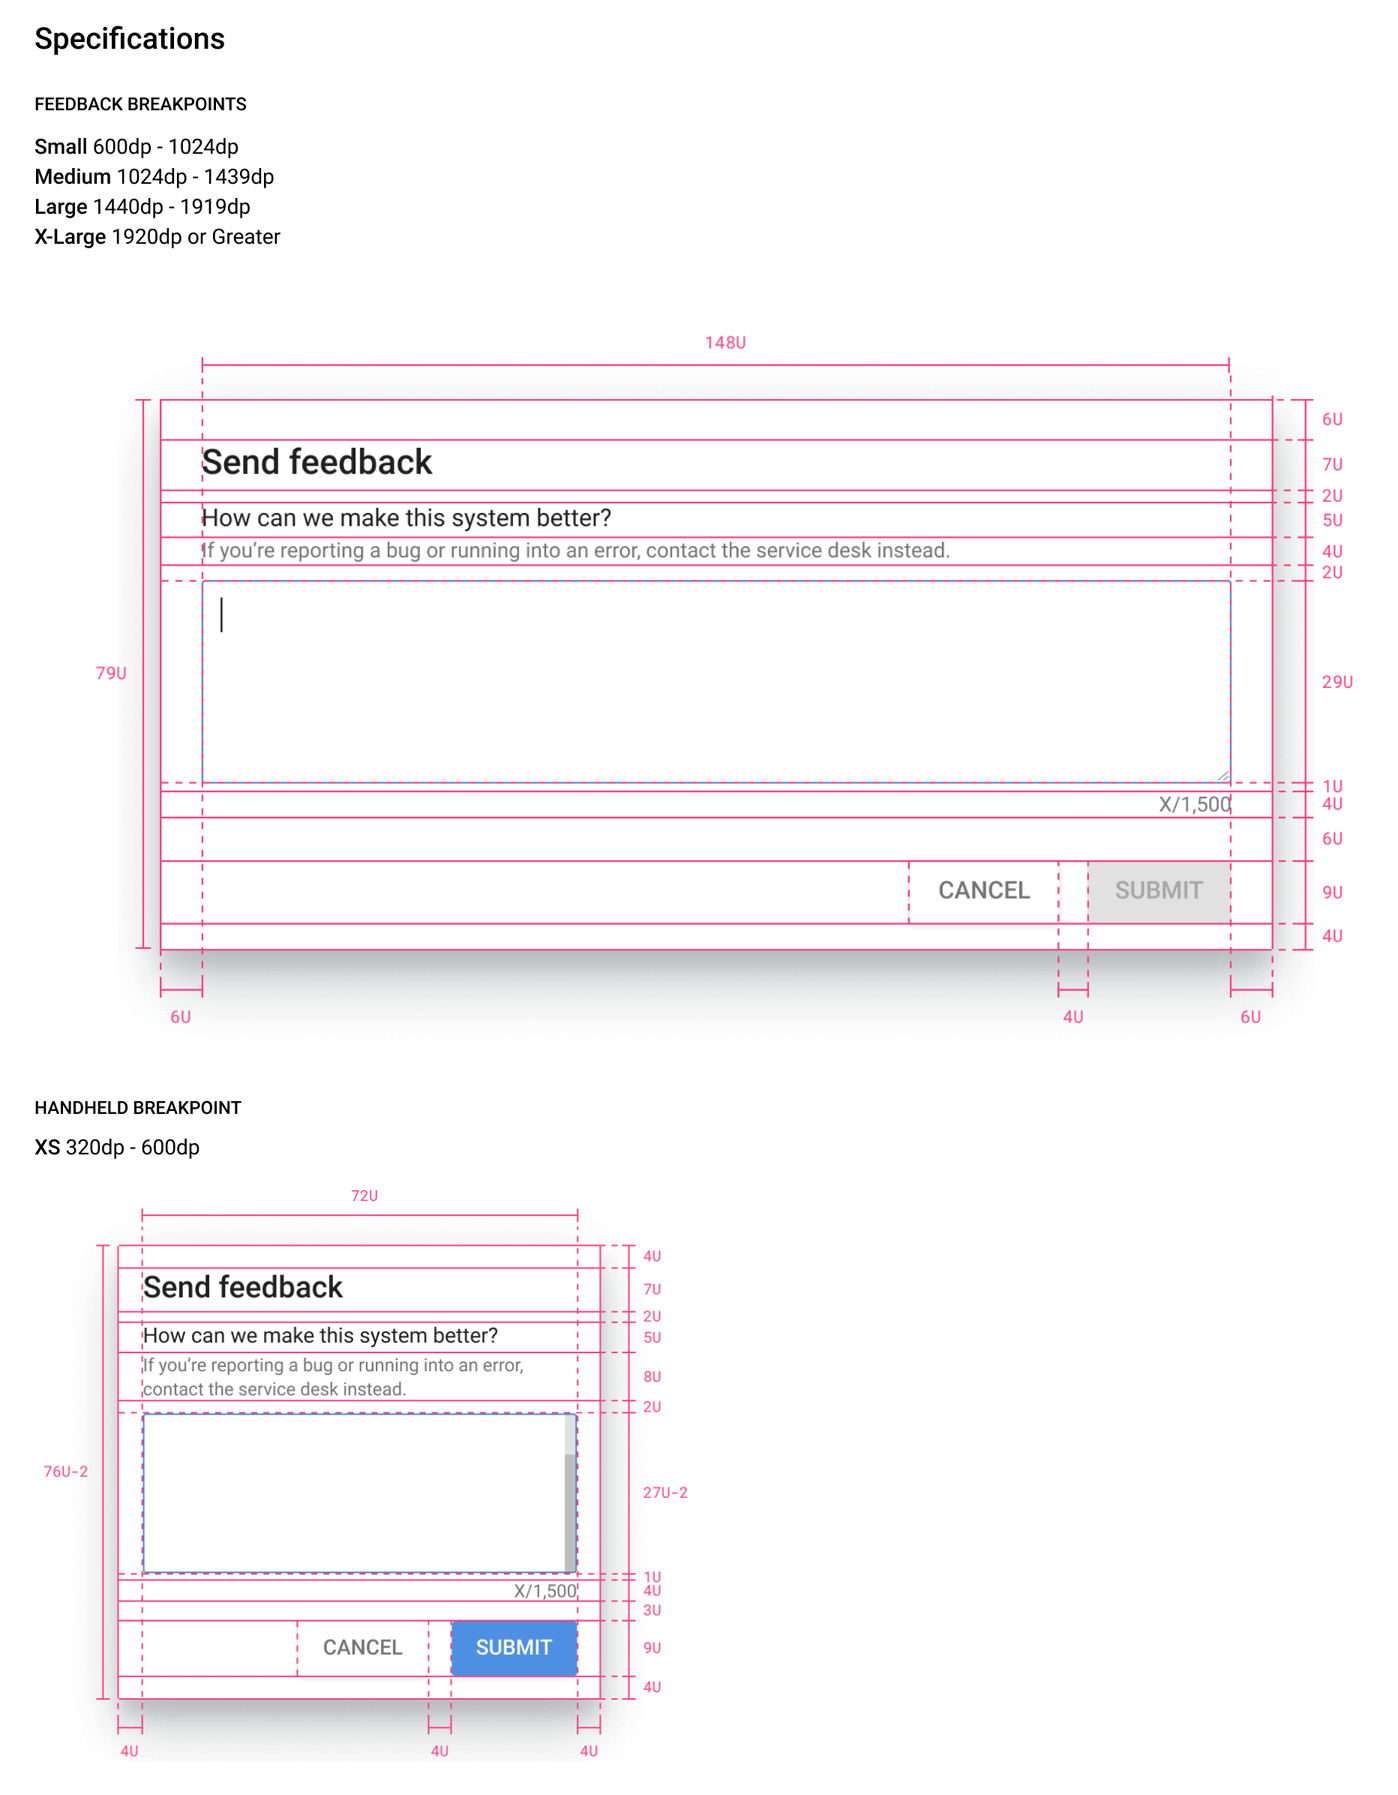 Specifications
FEEDBACK BREAKPOINTS
Small 600dp - 1024dp
Medium 1024dp - 1439dp
Large 1440dp - 1919dp
X-Large 1920dp or Greater
148U
6U
Send feedback
7U
2U
How can we make this system better?
5U
If you’re reporting a bug or running into an error, contact the service desk instead.
4U
2U
79U
29U
1U
X/1,500
4U
6U
CANCEL
SUBMIT
9U
4U
6U
4U
6U
HANDHELD BREAKPOINT
XS 320dp - 600dp
72U
4U
Send feedback
7U
2U
How can we make this system better?
5U
If you’re reporting a bug or running into an error,
contact the service desk instead.
8U
2U
76U-2
27U-2
1U
X/1,500
4U
3U
CANCEL
SUBMIT
9U
4U
4U
4U
4U